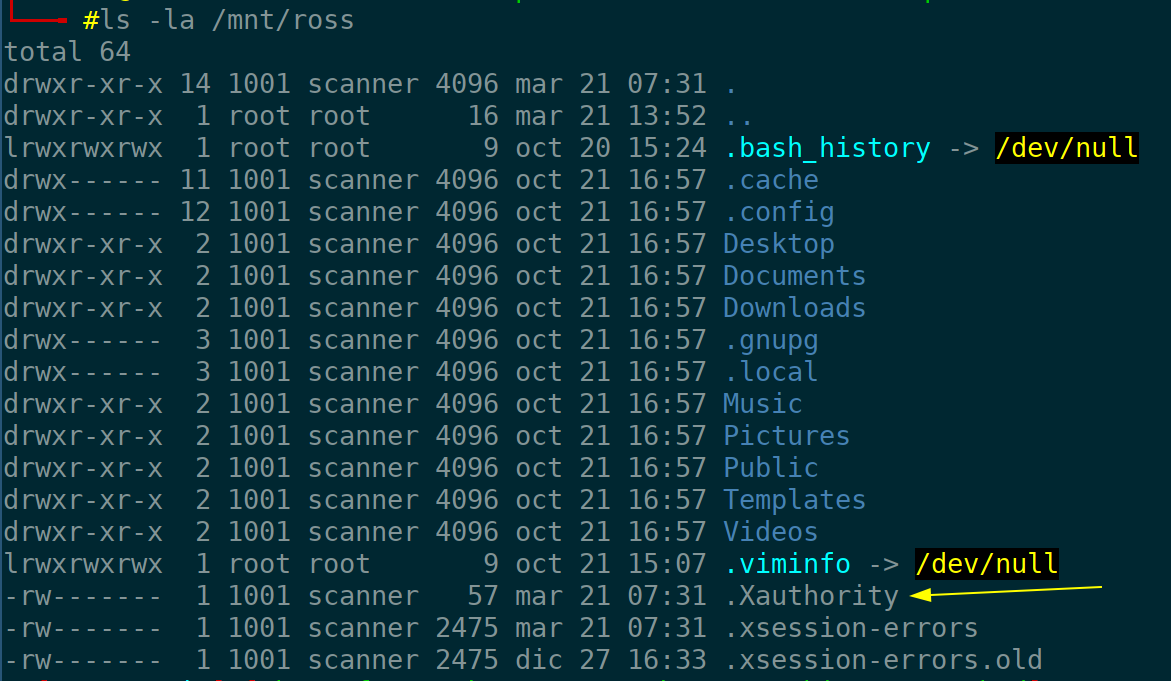 #ls -la /mnt/ross
total 64
drwxr-xr-x 14 1001 scanner 4096 mar 21 07:31 .
drwxr-xr-x  1 root root      16 mar 21 13:52 ..
lrwxrwxrwx  1 root root       9 oct 20 15:24 .bash_history -> /dev/null
drwx------ 11 1001 scanner 4096 oct 21 16:57 .cache
drwx------ 12 1001 scanner 4096 oct 21 16:57 .config
drwxr-xr-x  2 1001 scanner 4096 oct 21 16:57 Desktop
drwxr-xr-x  2 1001 scanner 4096 oct 21 16:57 Documents
drwxr-xr-x  2 1001 scanner 4096 oct 21 16:57 Downloads
drwx------  3 1001 scanner 4096 oct 21 16:57 .gnupg
drwx------  3 1001 scanner 4096 oct 21 16:57 .local
drwxr-xr-x  2 1001 scanner 4096 oct 21 16:57 Music
drwxr-xr-x  2 1001 scanner 4096 oct 21 16:57 Pictures
drwxr-xr-x  2 1001 scanner 4096 oct 21 16:57 Public
drwxr-xr-x  2 1001 scanner 4096 oct 21 16:57 Templates
drwxr-xr-x  2 1001 scanner 4096 oct 21 16:57 Videos
lrwxrwxrwx  1 root root       9 oct 21 15:07 .viminfo -> /dev/null
-rw-------  1 1001 scanner   57 mar 21 07:31 .Xauthority
-rw-------  1 1001 scanner 2475 mar 21 07:31 .xsession-errors
-rw-------  1 1001 scanner 2475 dic 27 16:33 .xsession-errors.old